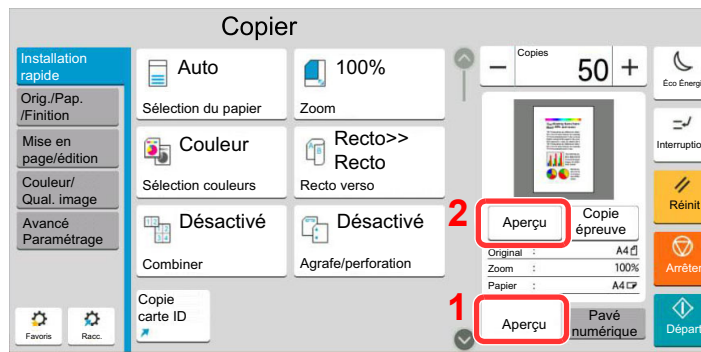 Copier
Installation
rapide
Orig./Pap.
/Finition
Mise en
page/édition
Couleur/
Qual. image
Avancé
Paramétrage
Favoris
Racc.
Auto
Sélection du papier
100%
Zoom
Couleur
Sélection couleurs
Recto>>
Recto
Recto verso
Désactivé
Combiner
Désactivé
Agrafe/perforation
Copie
carte ID
Copies
50
2
Aperçu
Copie
épreuve
Original : A4
Zoom : 100%
Papier : A4
1
Aperçu
Pavé
numérique
Éco Énergi
Interruptio
Réinit
Arrêter
Départ